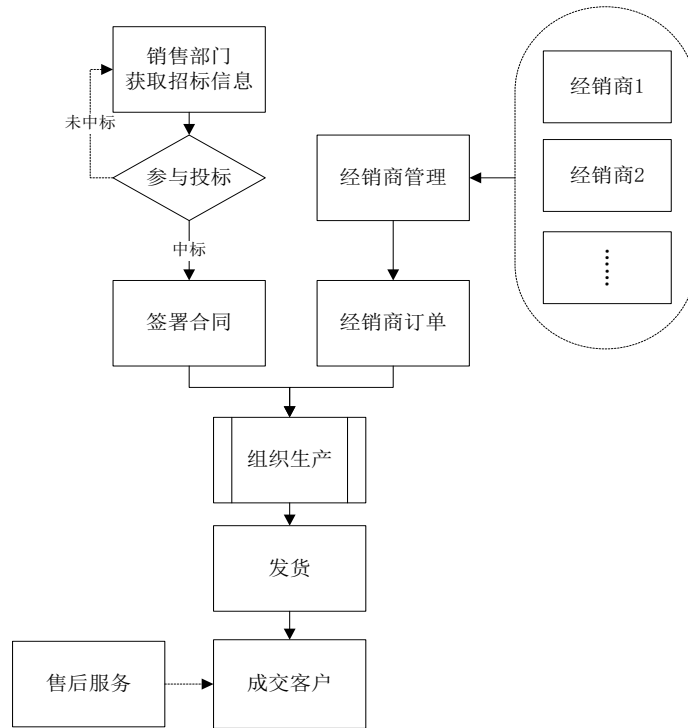 销售部门
获取招标信息
未中标
参与投标
中标
签署合同
经销商1
经销商2
······
经销商管理
经销商订单
组织生产
发货
售后服务
成交客户